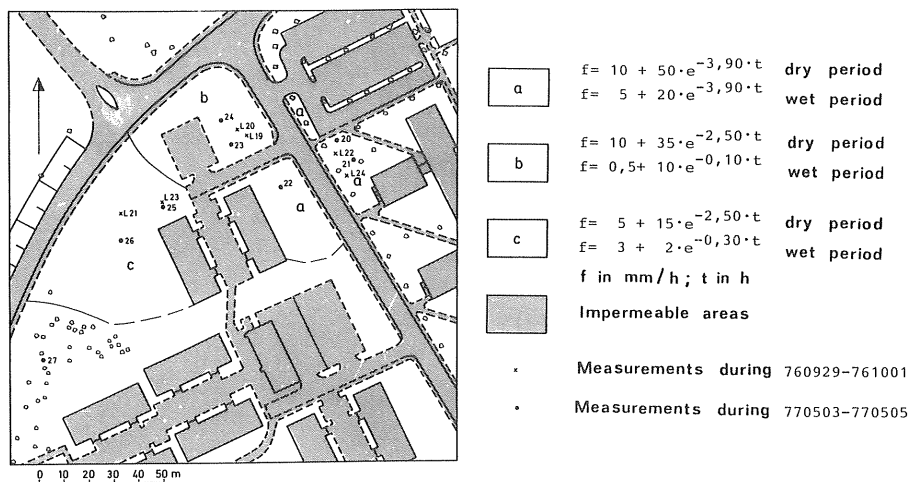 b
24
L20
L19
23
a
20
L22
21
L24
a
22
a
L23
25
L21
26
c
27
0 10 20 30 40 50 m
a
f= 10 + 50·e-3,90·t dry period
f= 5 + 20·e-3,90·t wet period
b
f= 10 + 35·e-2,50·t dry period
f= 0,5+ 10·e-0,10·t wet period
c
f= 5 + 15·e-2,50·t dry period
f= 3 + 2·e-0,30·t wet period
f in mm/h; t in h
Impermeable areas
x Measurements during 760929-761001
• Measurements during 770503-770505